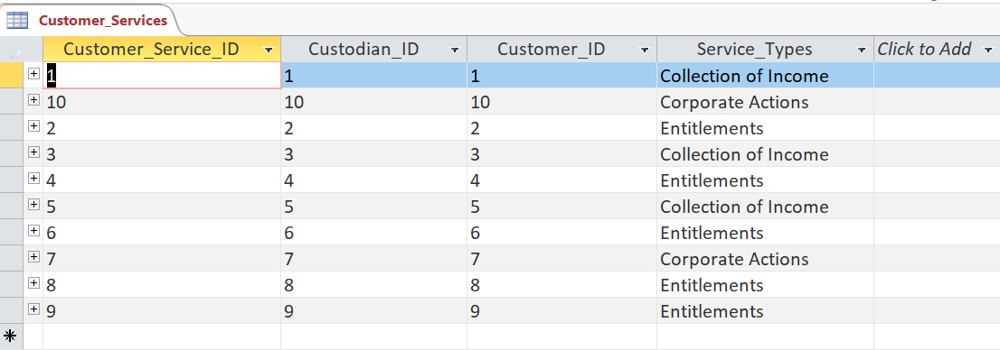 Customer_Services
Customer_Service_ID Custodian_ID Customer_ID Service_Types Click to Add
1 1 1 Collection of Income
10 10 10 Corporate Actions
2 2 2 Entitlements
3 3 3 Collection of Income
4 4 4 Entitlements
5 5 5 Collection of Income
6 6 6 Entitlements
7 7 7 Corporate Actions
8 8 8 Entitlements
9 9 9 Entitlements